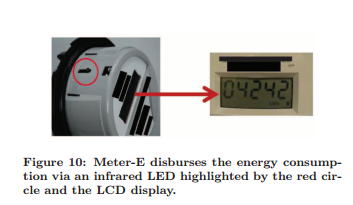 04242
Figure 10: Meter-E disburses the energy consump-
tion via an infrared LED highlighted by the red cir-
cle and the LCD display.